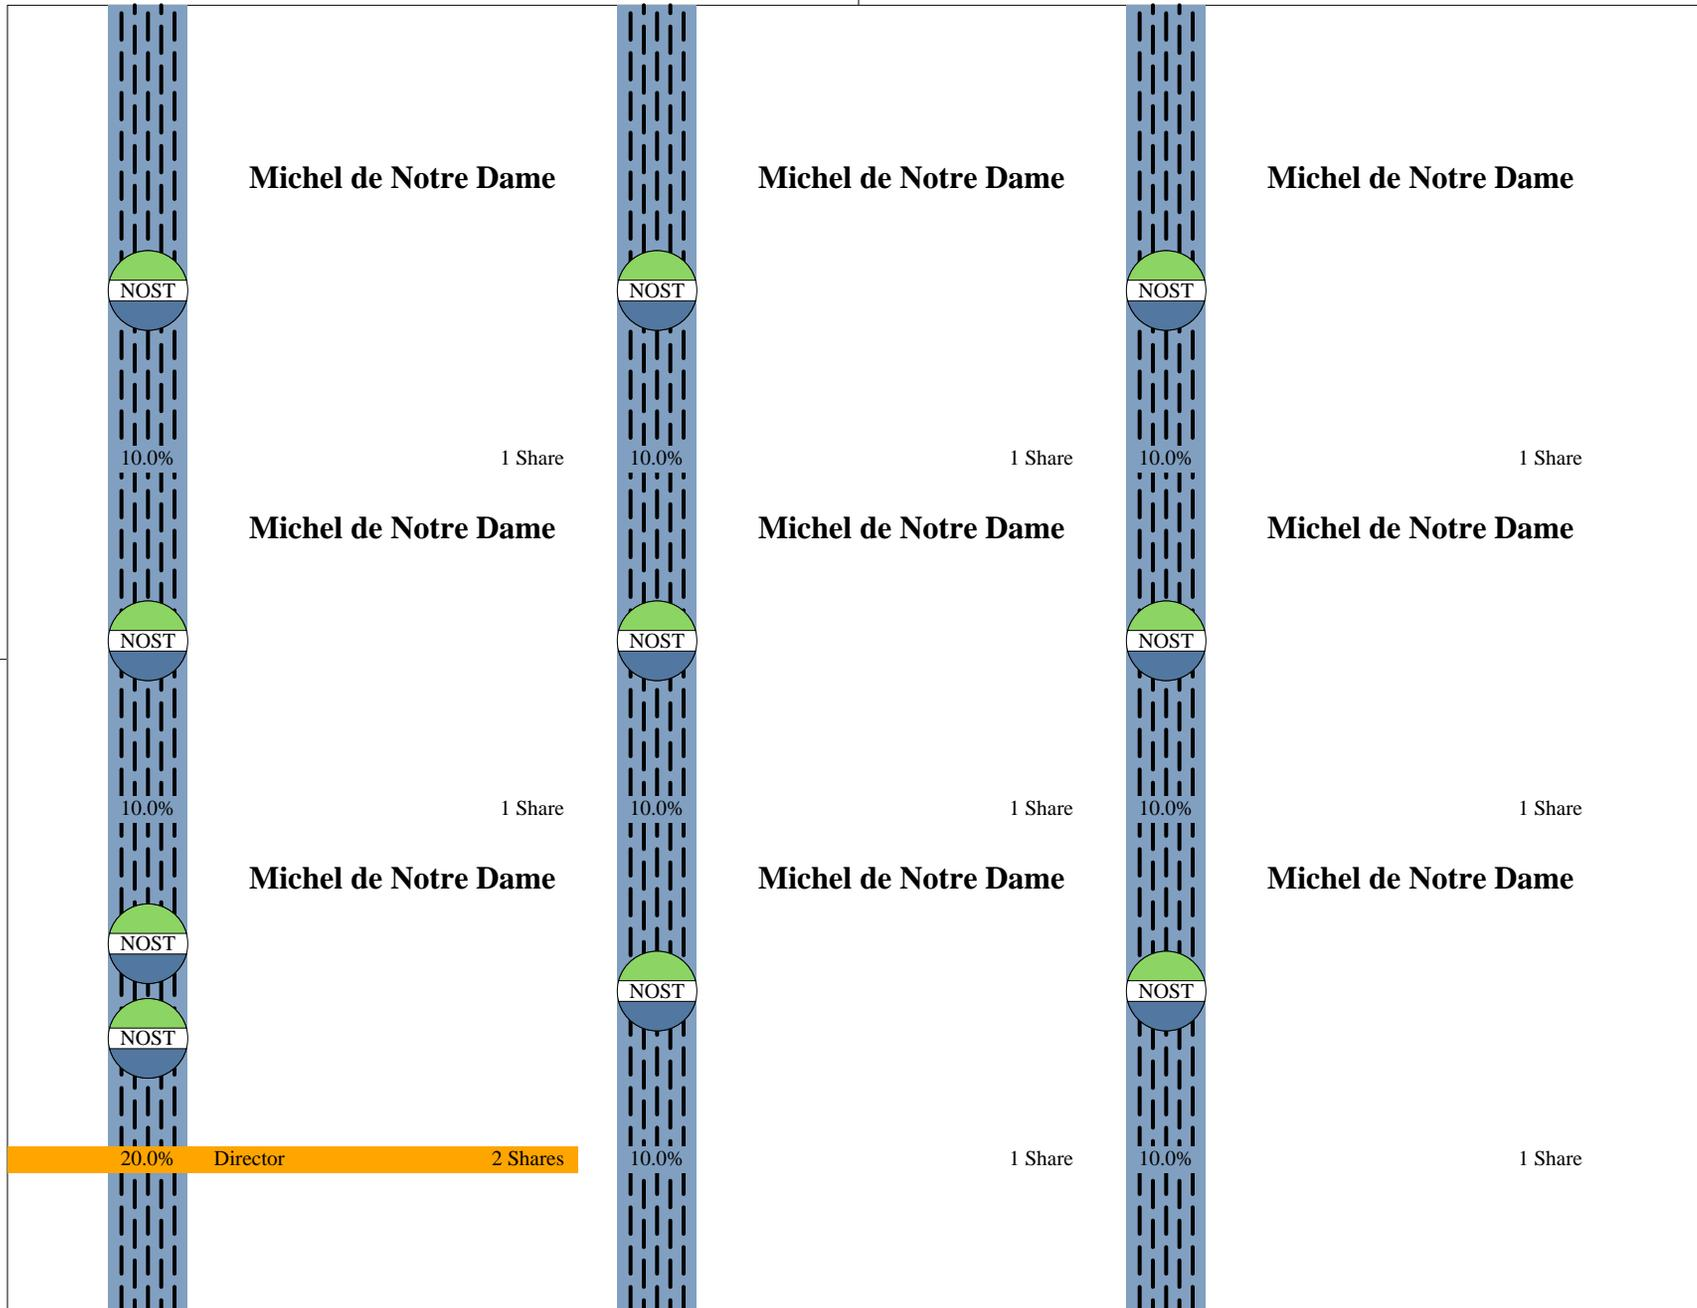 Michel de Notre Dame Michel de Notre Dame Michel de Notre Dame
NOST NOST NOST
10.0% 1 Share 10.0% 1 Share 10.0% 1 Share
Michel de Notre Dame Michel de Notre Dame Michel de Notre Dame
NOST NOST NOST
10.0% 1 Share 10.0% 1 Share 10.0% 1 Share
Michel de Notre Dame Michel de Notre Dame Michel de Notre Dame
NOST
NOST NOST
NOST
20.0% Director 2 Shares 10.0% 1 Share 10.0% 1 Share